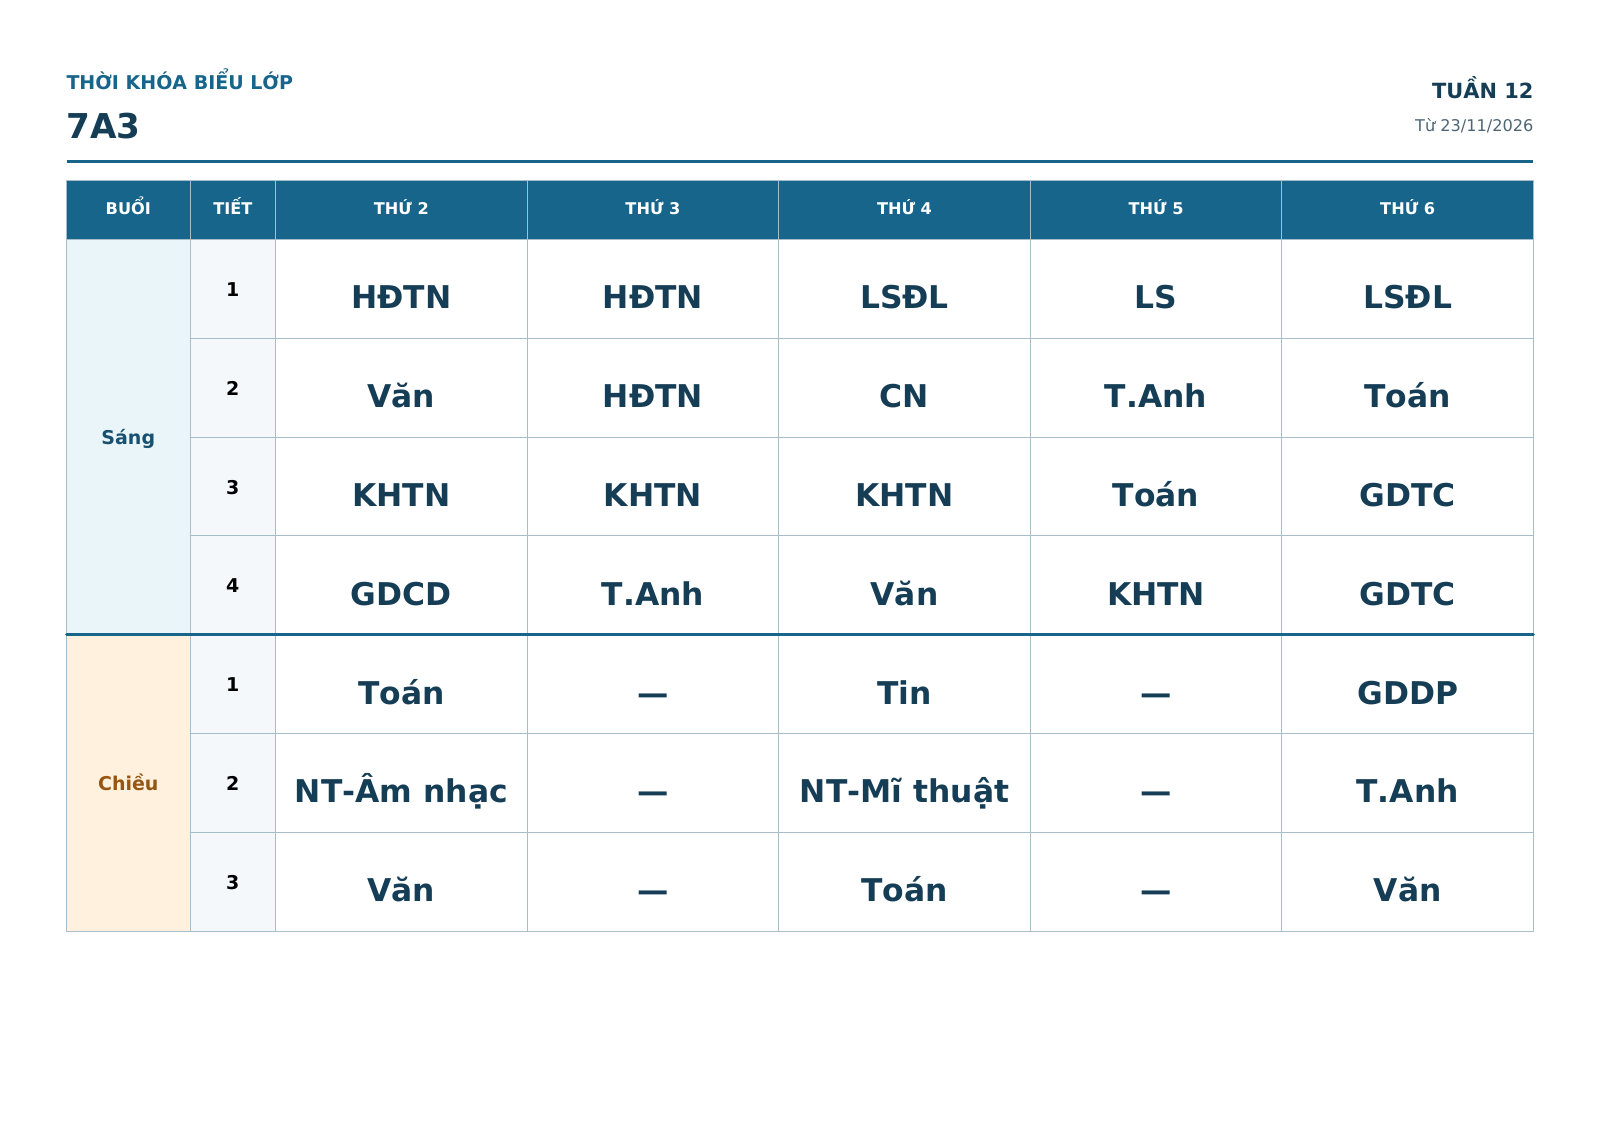 THỜI KHÓA BIỂU LỚP
7A3
TUẦN 12
Từ 23/11/2026
BUỔI TIẾT THỨ 2 THỨ 3 THỨ 4 THỨ 5 THỨ 6
Sáng
1 HĐTN HĐTN LSĐL LS LSĐL
2 Văn HĐTN CN T.Anh Toán
3 KHTN KHTN KHTN Toán GDTC
4 GDCD T.Anh Văn KHTN GDTC
Chiều
1 Toán — Tin — GDDP
2 NT-Âm nhạc — NT-Mĩ thuật — T.Anh
3 Văn — Toán — Văn